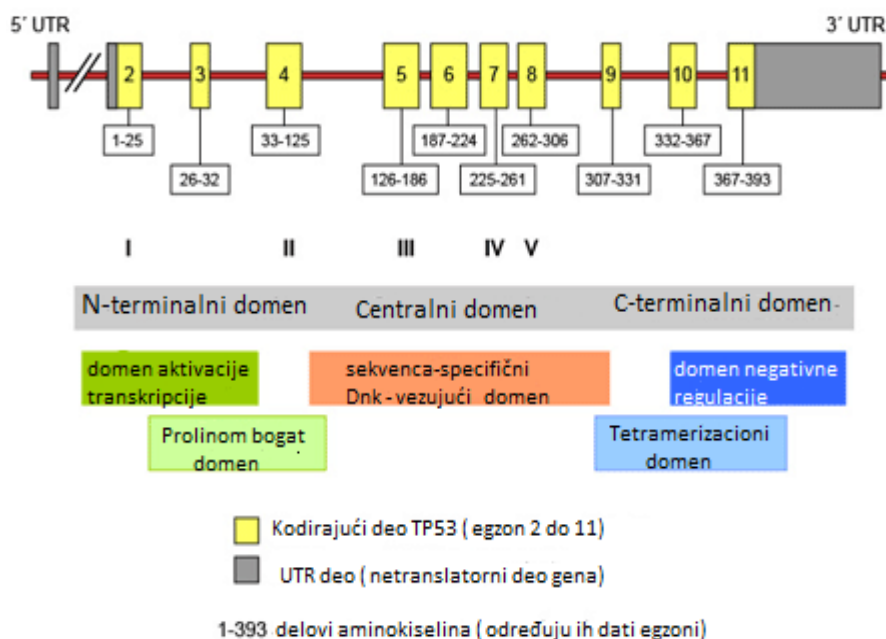 5´ UTR 3´ UTR
2 3 4 5 6 7 8 9 10 11
1-25 33-125 187-224 262-306 332-367
26-32 126-186 225-261 307-331 367-393
I II III IV V
N-terminalni domen Centralni domen C-terminalni domen-
domen aktivacije
transkripcije
sekvenca-specifični
Dnk - vezujući domen
domen negativne
regulacije
Prolinom bogat
domen
Tetramerizacioni
domen
Kodirajući deo TP53 ( egzon 2 do 11)
UTR deo ( netranslatorni deo gena)
1-393 delovi aminokiselina ( određuju ih dati egzoni)